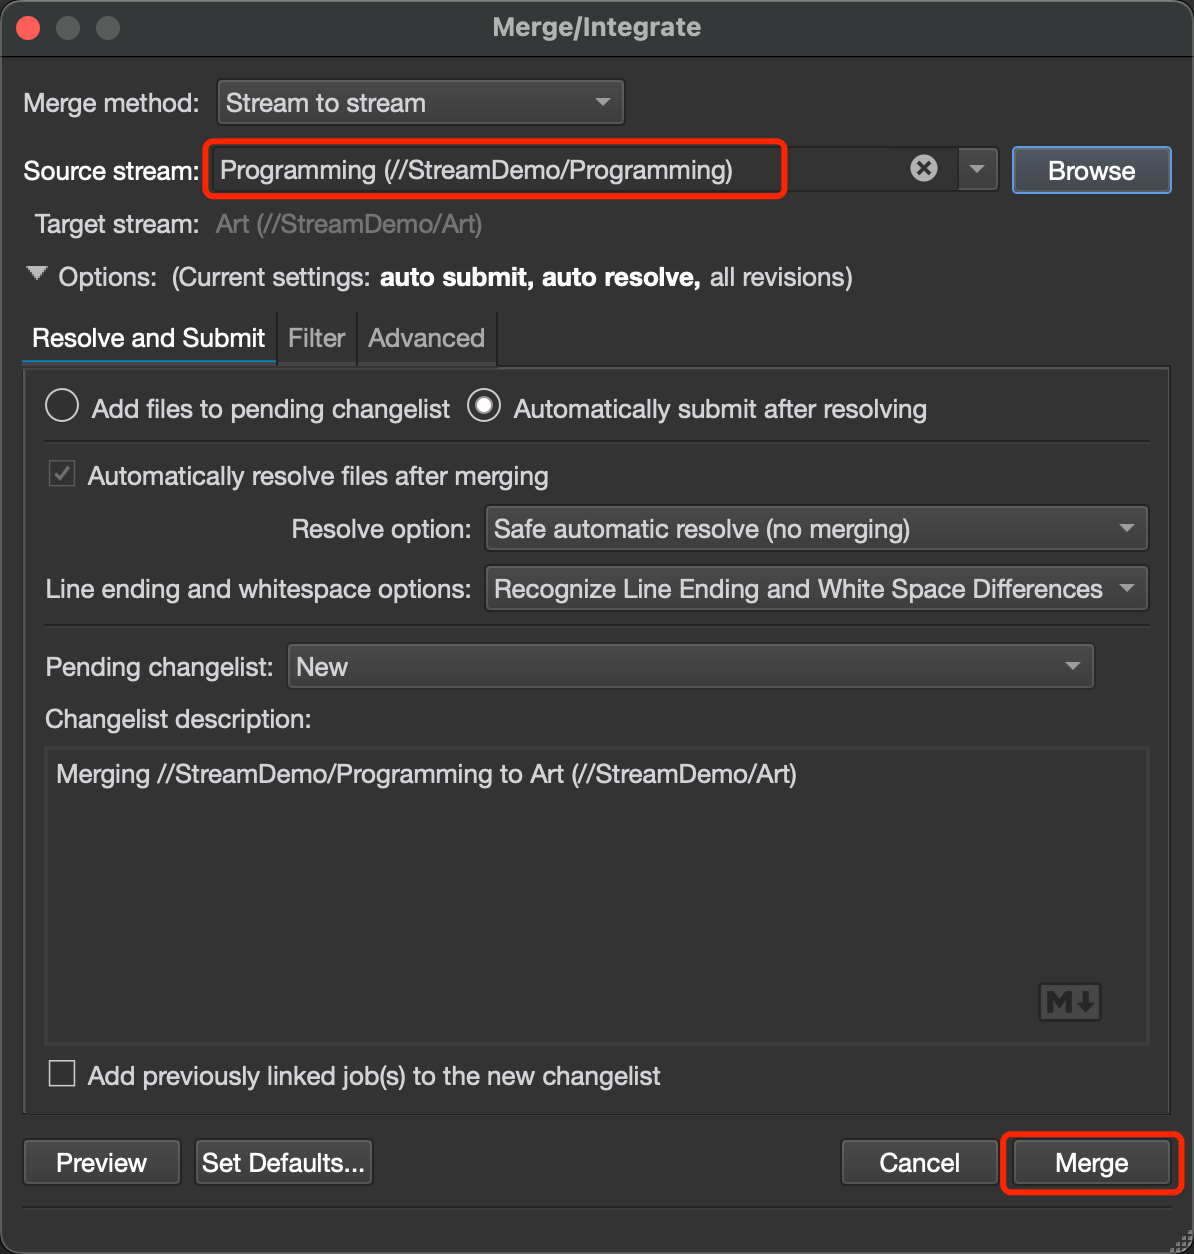 Merge/Integrate
Merge method: Stream to stream
Source stream: Programming (//StreamDemo/Programming) Browse
Target stream: Art (//StreamDemo/Art)
Options: (Current settings: auto submit, auto resolve, all revisions)
Resolve and Submit Filter Advanced
Add files to pending changelist Automatically submit after resolving
Automatically resolve files after merging
Resolve option: Safe automatic resolve (no merging)
Line ending and whitespace options: Recognize Line Ending and White Space Differences
Pending changelist: New
Changelist description:
Merging //StreamDemo/Programming to Art (//StreamDemo/Art)
M
Add previously linked job(s) to the new changelist
Preview Set Defaults... Cancel Merge